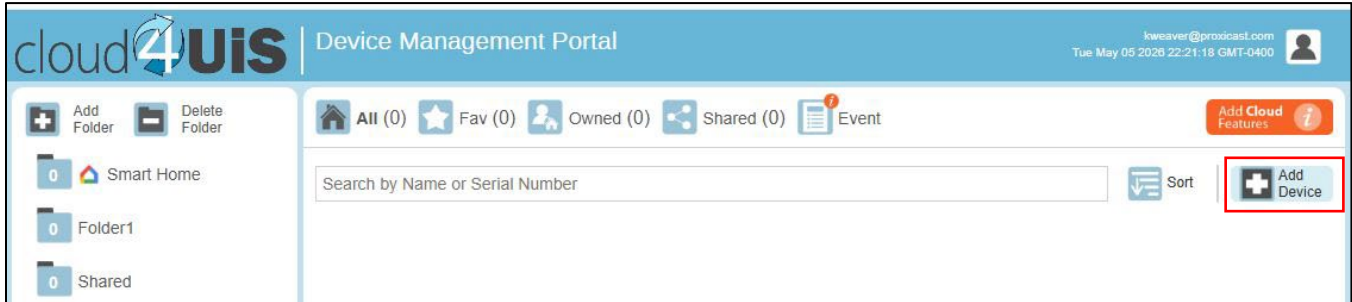 cloud4UiS
Device Management Portal
kweaver@proxicast.com
Tue May 05 2026 22:21:18 GMT-0400
Add
Folder
Delete
Folder
All (0)
Fav (0)
Owned (0)
Shared (0)
i
Event
Add Cloud
Features
i
0
Smart Home
0
Folder1
0
Shared
Search by Name or Serial Number
Sort
Add
Device